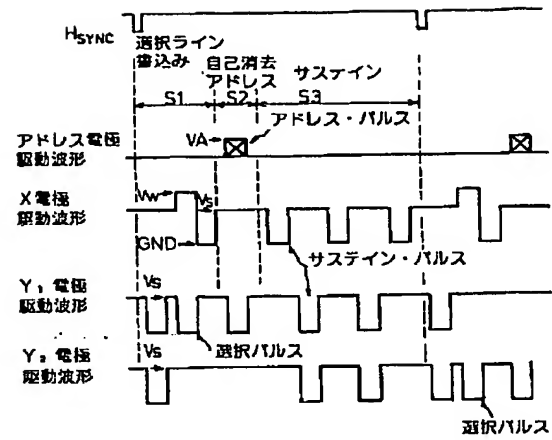 HSYNC
選択ライン
書込み
自己消去
アドレス
サステイン
S1
S2
S3
アドレス電極
駆動波形
VA
アドレス・パルス
X電極
駆動波形
Vw
Vs
GND
サステイン・パルス
Y₁電極
駆動波形
Vs
選択パルス
Y₂電極
駆動波形
Vs
選択パルス